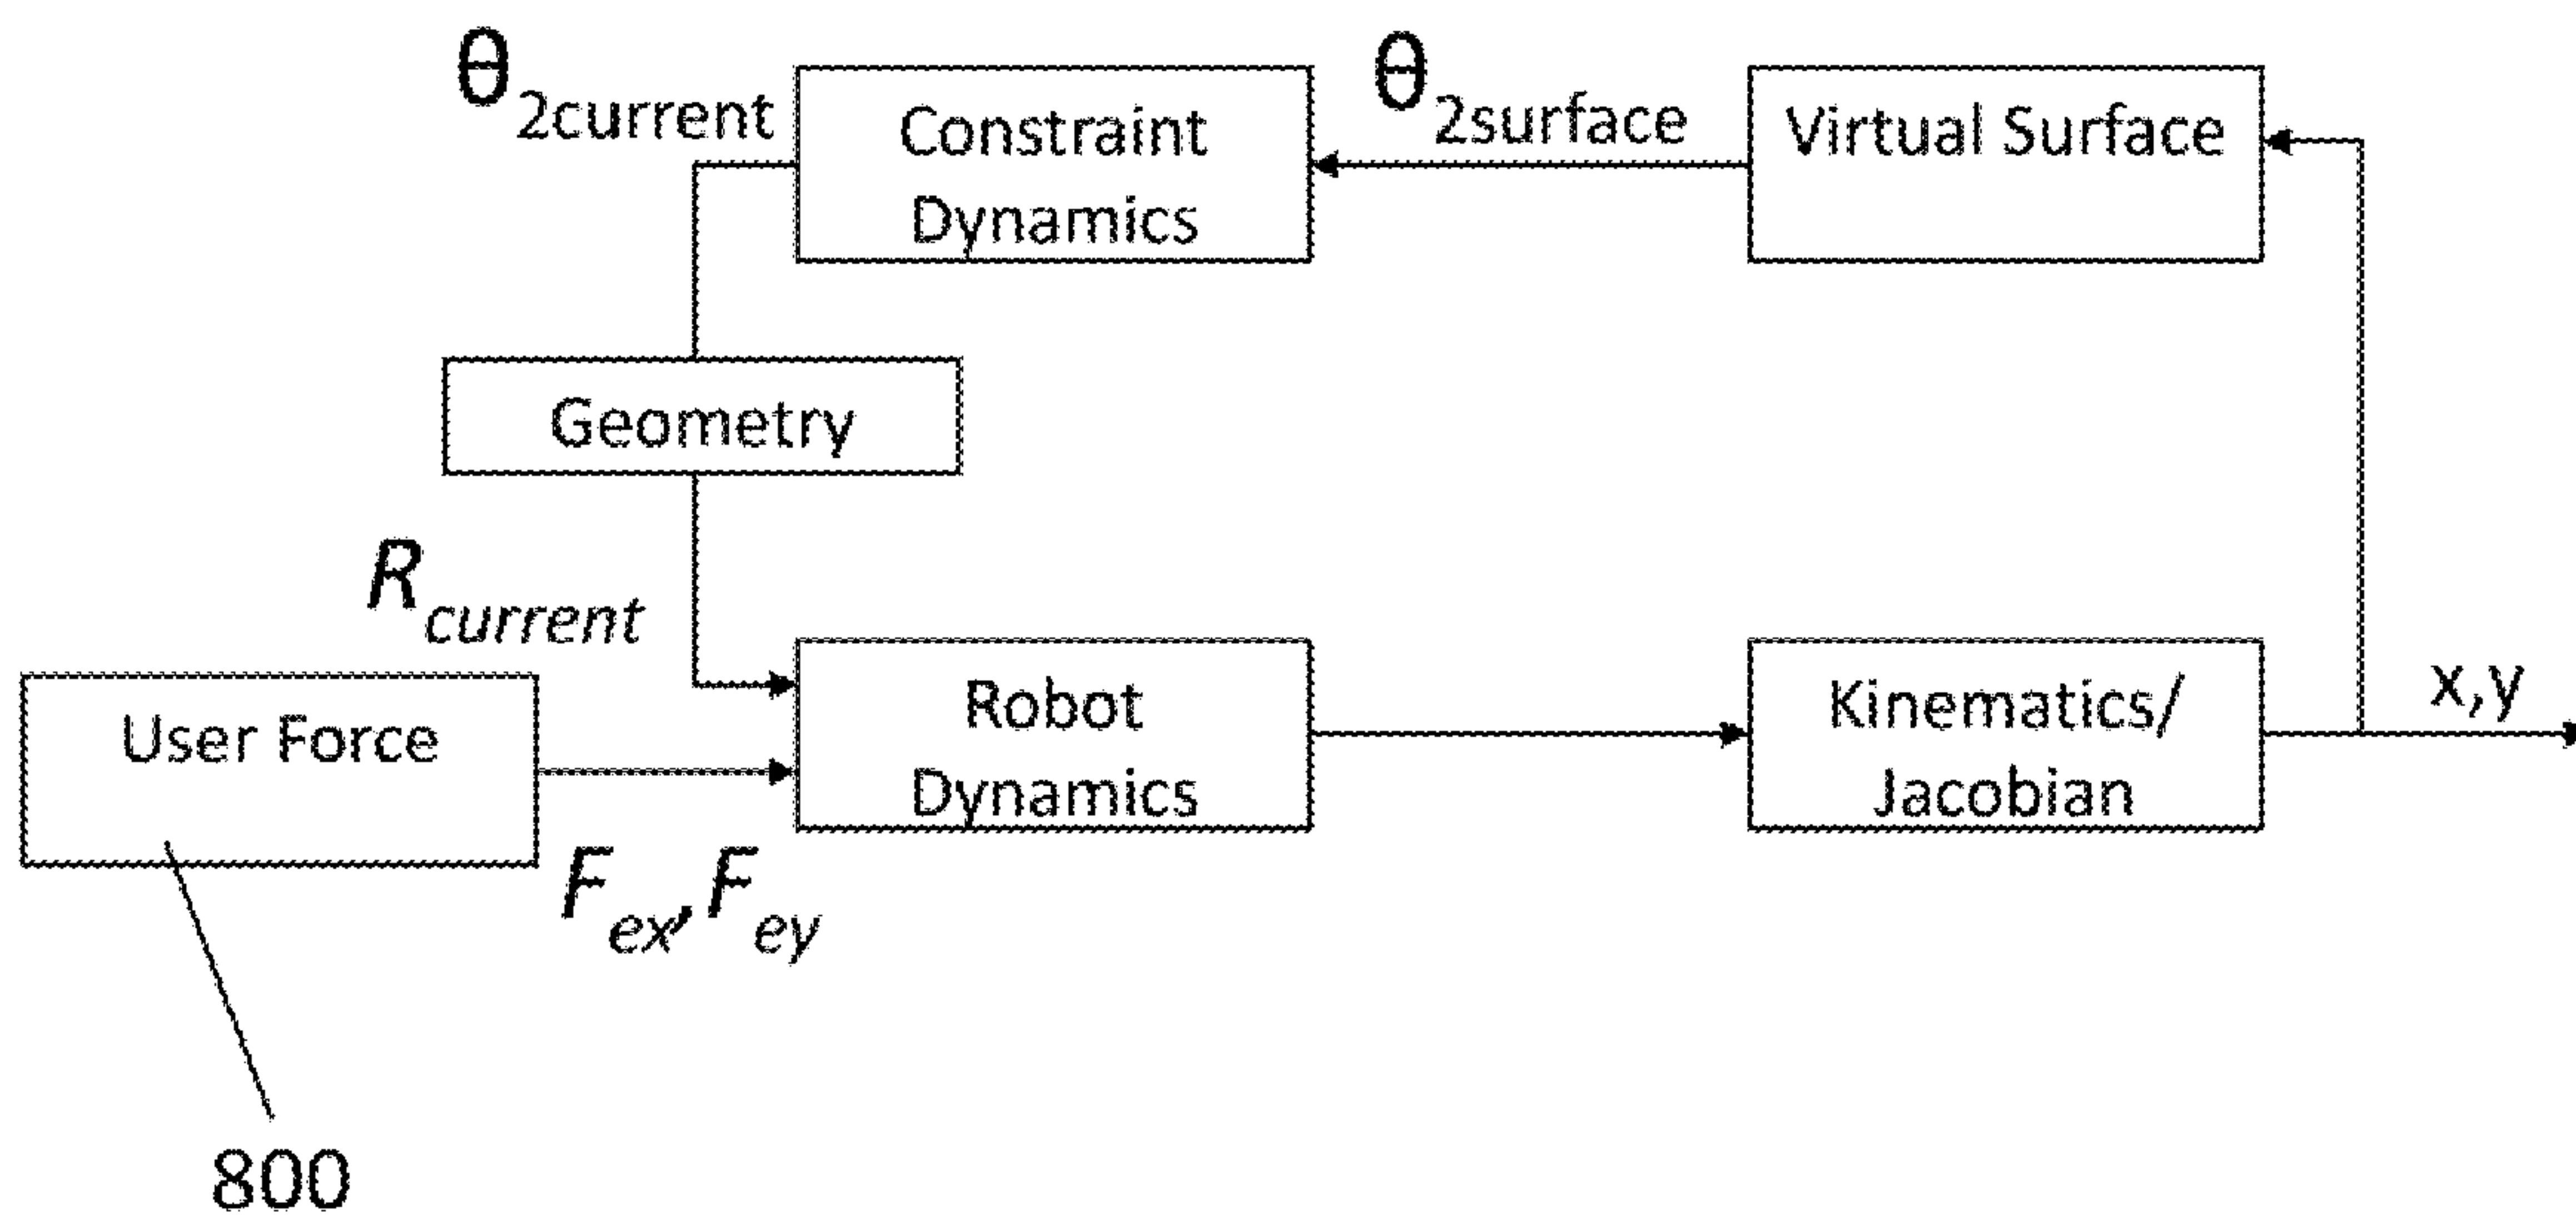 θ2current
Constraint
Dynamics
θ2surface
Virtual Surface
Geometry
Rcurrent
User Force
Fex,Fey
Robot
Dynamics
Kinematics/
Jacobian
x,y
800